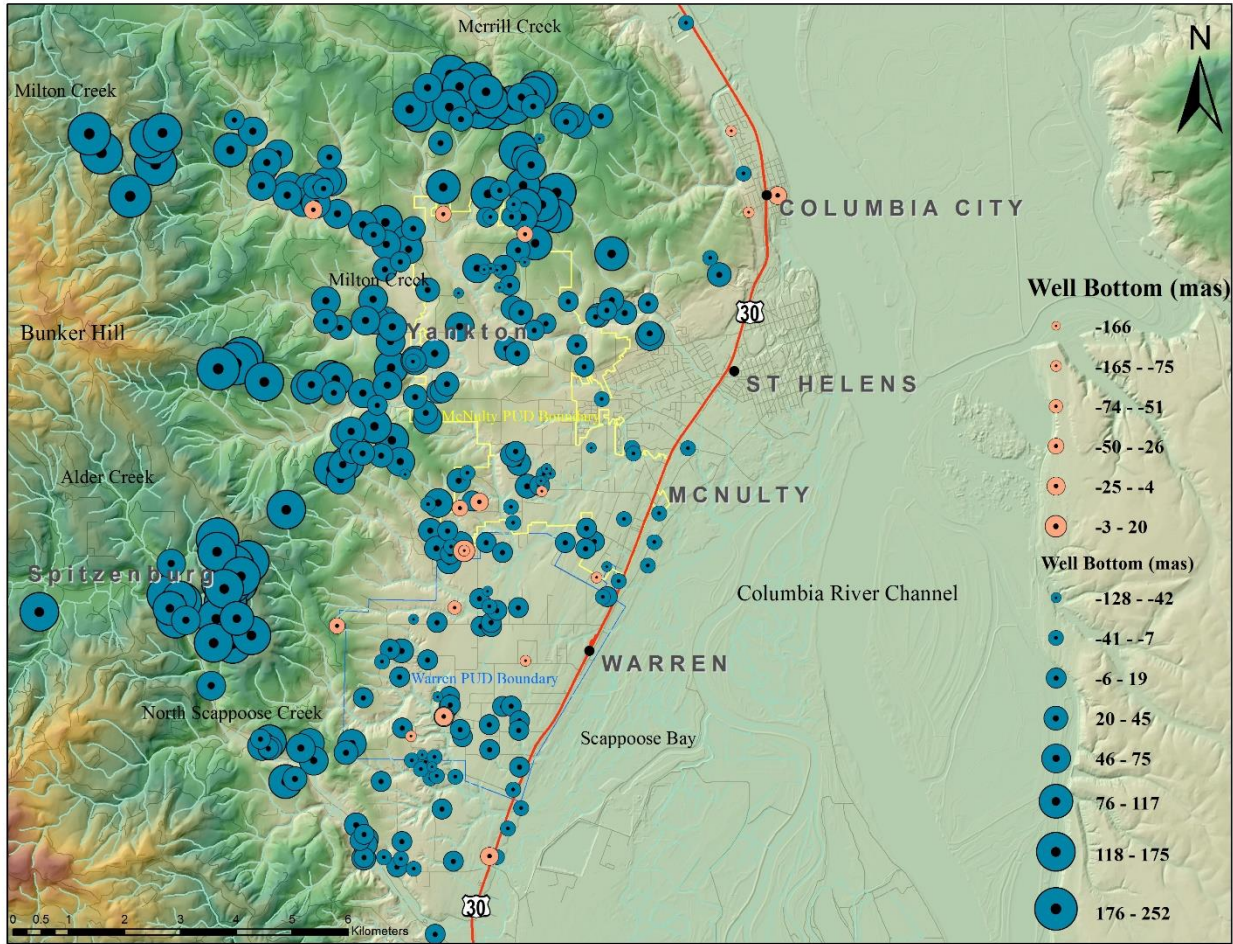 Merrill Creek
N
Milton Creek
COLUMBIA CITY
Milton Creek
Well Bottom (mas)
30
-166
Bunker Hill
Yankton
-165 - -75
ST HELENS
-74 - -51
McNulty PUD Boundary
-50 - -26
Alder Creek
MCNULTY
-25 - -4
-3 - 20
Spitzenburg
Well Bottom (mas)
Columbia River Channel
-128 - -42
-41 - -7
WARREN
Warren PUD Boundary
-6 - 19
North Scappoose Creek
20 - 45
Scappoose Bay
46 - 75
76 - 117
118 - 175
30
176 - 252
0 0.5 1 2 3 4 5 6
Kilometers